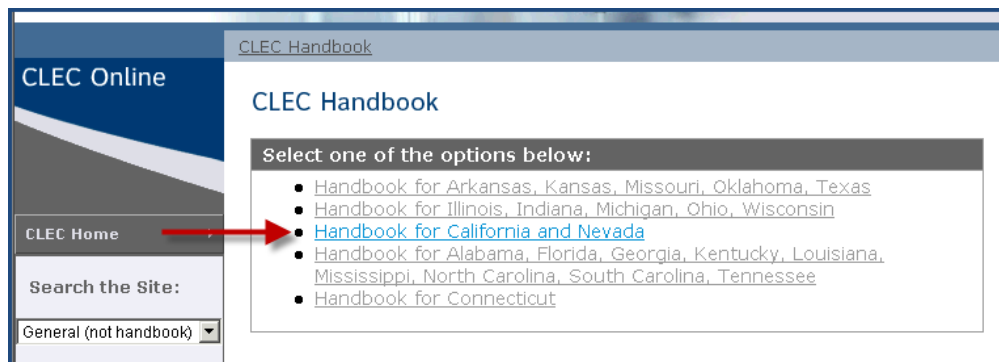 CLEC Handbook
CLEC Online
CLEC Handbook
Select one of the options below:
Handbook for Arkansas, Kansas, Missouri, Oklahoma, Texas
Handbook for Illinois, Indiana, Michigan, Ohio, Wisconsin
CLEC Home
Handbook for California and Nevada
Handbook for Alabama, Florida, Georgia, Kentucky, Louisiana,
Mississippi, North Carolina, South Carolina, Tennessee
Search the Site:
Handbook for Connecticut
General (not handbook)